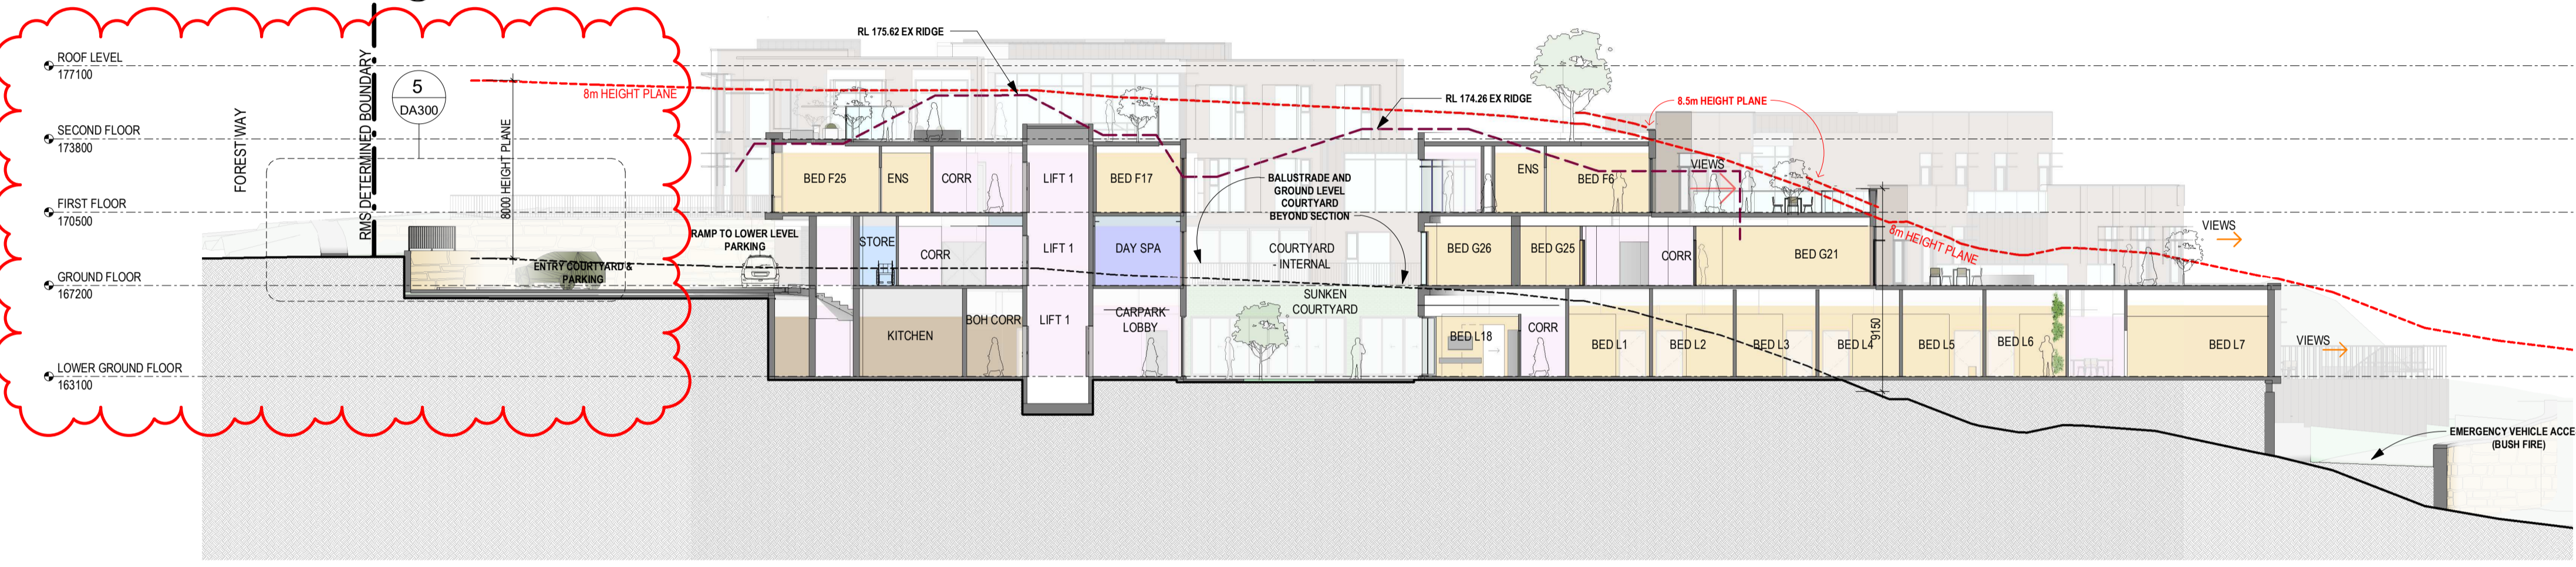 ROOF LEVEL
177100
SECOND FLOOR
173800
FIRST FLOOR
170500
GROUND FLOOR
167200
LOWER GROUND FLOOR
163100
FORESTWAY
RMS DETERMINED BOUNDARY
5
DA300
8000 HEIGHT PLANE
8m HEIGHT PLANE
ENTRY COURTYARD &
PARKING
RAMP TO LOWER LEVEL
PARKING
RL 175.62 EX RIDGE
BED F25
ENS
CORR
LIFT 1
BED F17
STORE
CORR
LIFT 1
DAY SPA
KITCHEN
BOH CORR
LIFT 1
CARPARK
LOBBY
BALUSTRADE AND
GROUND LEVEL
COURTYARD
BEYOND SECTION
COURTYARD
- INTERNAL
SUNKEN
COURTYARD
RL 174.26 EX RIDGE
8.5m HEIGHT PLANE
ENS
BED F6
VIEWS
BED G26
BED G25
CORR
BED G21
8m HEIGHT PLANE
VIEWS
BED L18
CORR
BED L1
BED L2
BED L3
BED L4
9150
BED L5
BED L6
BED L7
VIEWS
EMERGENCY VEHICLE ACCE
(BUSH FIRE)